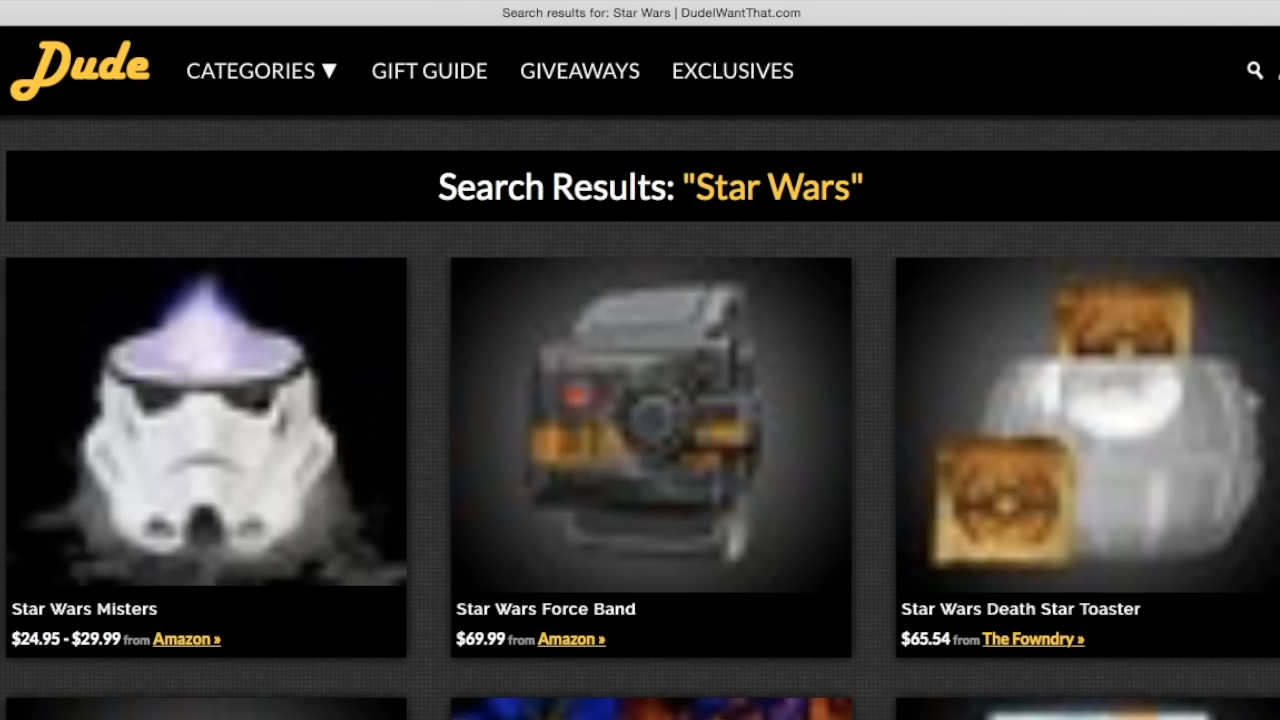 Search results for: Star Wars | DudeIWantThat.com
Dude
CATEGORIES ▼ GIFT GUIDE GIVEAWAYS EXCLUSIVES
Search Results: "Star Wars"
Star Wars Misters
$24.95 - $29.99 from Amazon »
Star Wars Force Band
$69.99 from Amazon »
Star Wars Death Star Toaster
$65.54 from The Fowndry »